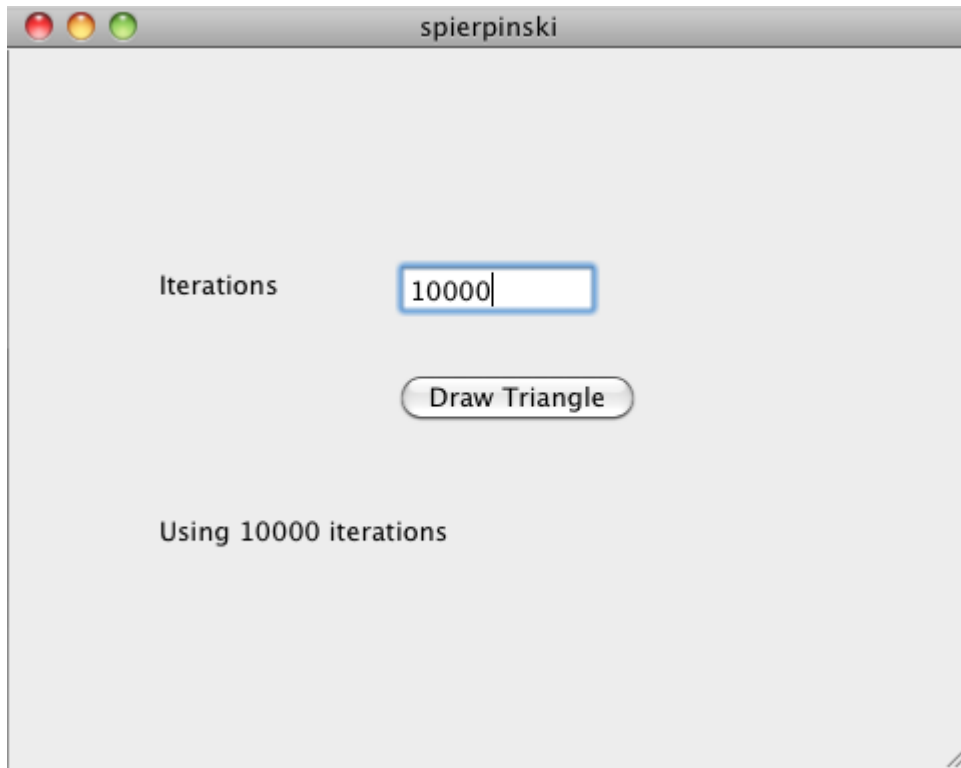 spierpinski
Iterations
10000
Draw Triangle
Using 10000 iterations